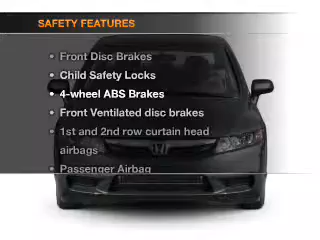 SAFETY FEATURES
• Front Disc Brakes
• Child Safety Locks
• 4-wheel ABS Brakes
• Front Ventilated disc brakes
• 1st and 2nd row curtain head
airbags
• Passenger Airbag